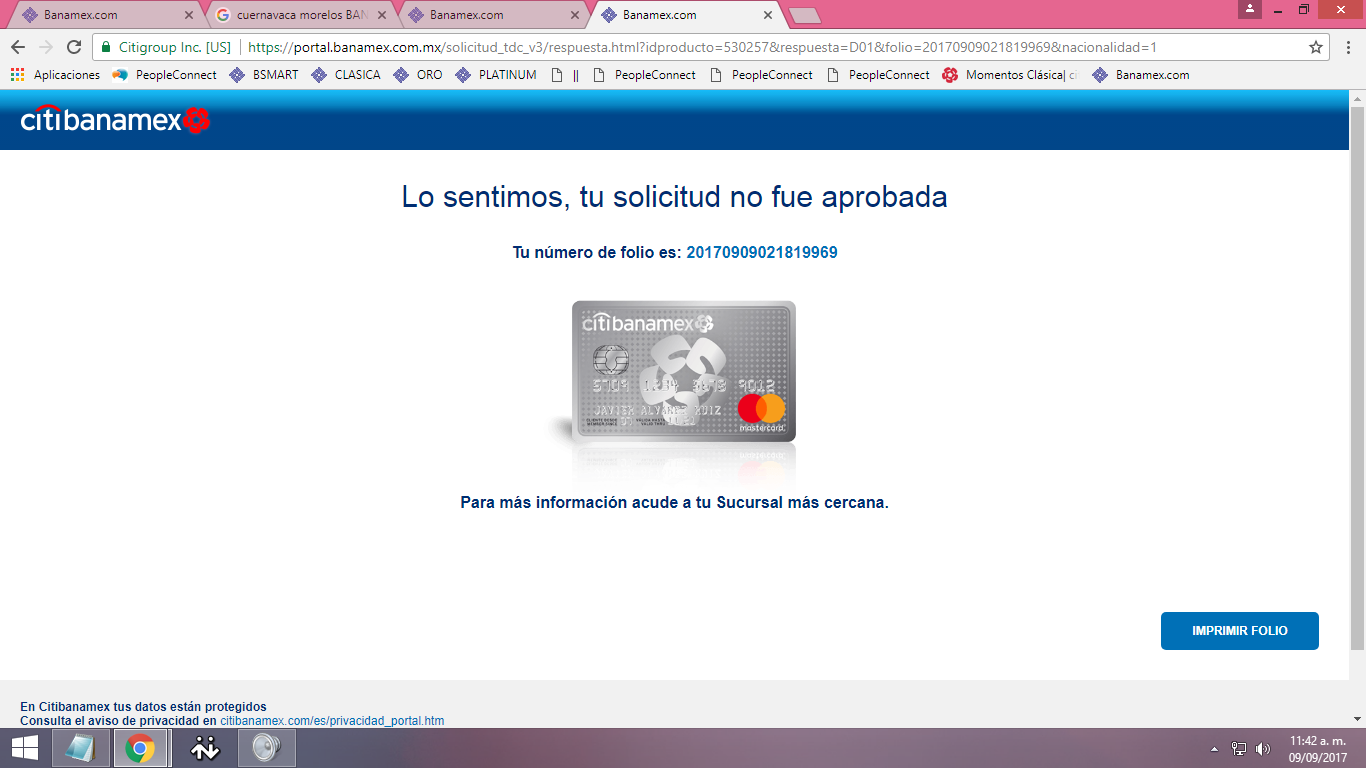 Banamex.com
cuernavaca morelos BAN
Banamex.com
Banamex.com
Citigroup Inc. [US]
https://portal.banamex.com.mx/solicitud_tdc_v3/respuesta.html?idproducto=530257&respuesta=D01&folio=20170909021819969&nacionalidad=1
Aplicaciones PeopleConnect BSMART CLASICA ORO PLATINUM || PeopleConnect PeopleConnect PeopleConnect Momentos Clásica| ci Banamex.com
citibanamex
Lo sentimos, tu solicitud no fue aprobada
Tu número de folio es: 20170909021819969
citibanamex
9012
JAVIER RUIZ
mastercard
Para más información acude a tu Sucursal más cercana.
IMPRIMIR FOLIO
En Citibanamex tus datos están protegidos
Consulta el aviso de privacidad en citibanamex.com/es/privacidad_portal.htm
11:42 a. m.
09/09/2017